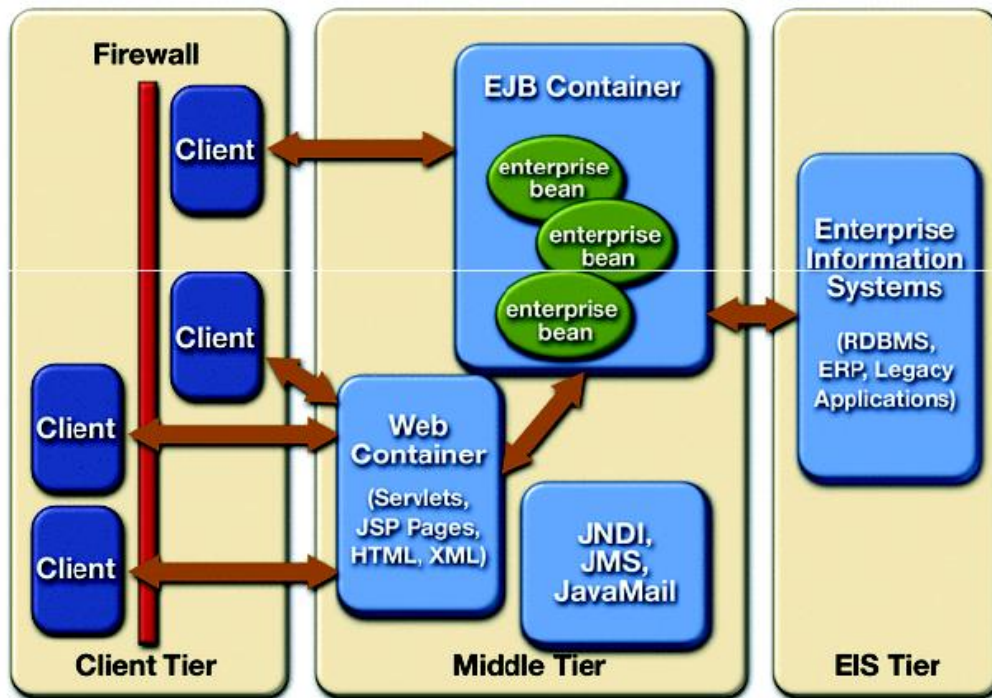 Firewall
Client
Client
Client
Client
Client Tier
EJB Container
enterprise
bean
enterprise
bean
enterprise
bean
Web
Container
(Servlets,
JSP Pages,
HTML, XML)
JNDI,
JMS,
JavaMail
Middle Tier
Enterprise
Information
Systems
(RDBMS,
ERP, Legacy
Applications)
EIS Tier